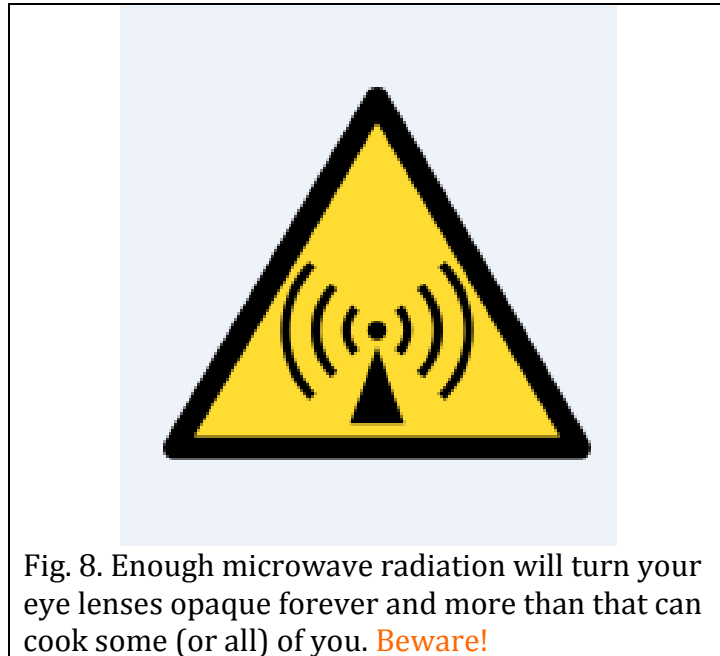 Fig. 8. Enough microwave radiation will turn your
eye lenses opaque forever and more than that can
cook some (or all) of you. Beware!